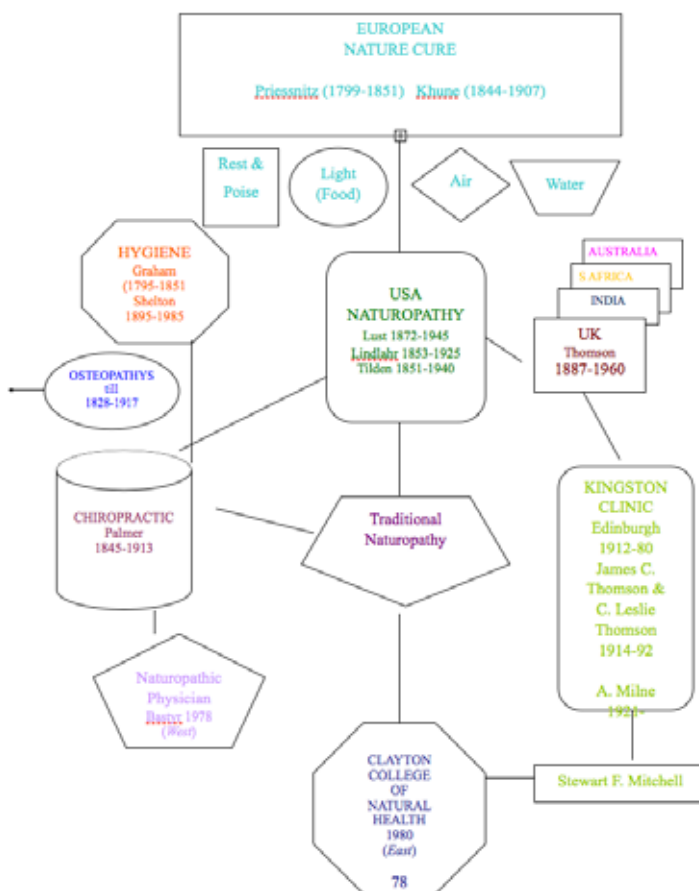 EUROPEAN
NATURE CURE
Priessnitz (1799-1851) Khune (1844-1907)
Rest &
Poise
Light
(Food)
Air
Water
HYGIENE
Graham
(1795-1851
Shelton
1895-1985
USA
NATUROPATHY
Lust 1872-1945
Lindlahr 1853-1925
Tilden 1851-1940
AUSTRALIA
S AFRICA
INDIA
UK
Thomson
1887-1960
OSTEOPATHYS
till
1828-1917
CHIROPRACTIC
Palmer
1845-1913
Traditional
Naturopathy
KINGSTON
CLINIC
Edinburgh
1912-80
James C.
Thomson &
C. Leslie
Thomson
1914-92
A. Milne
1921-
Naturopathic
Physician
Bastyr 1978
(West)
CLAYTON
COLLEGE
OF
NATURAL
HEALTH
1980
(East)
78
Stewart F. Mitchell